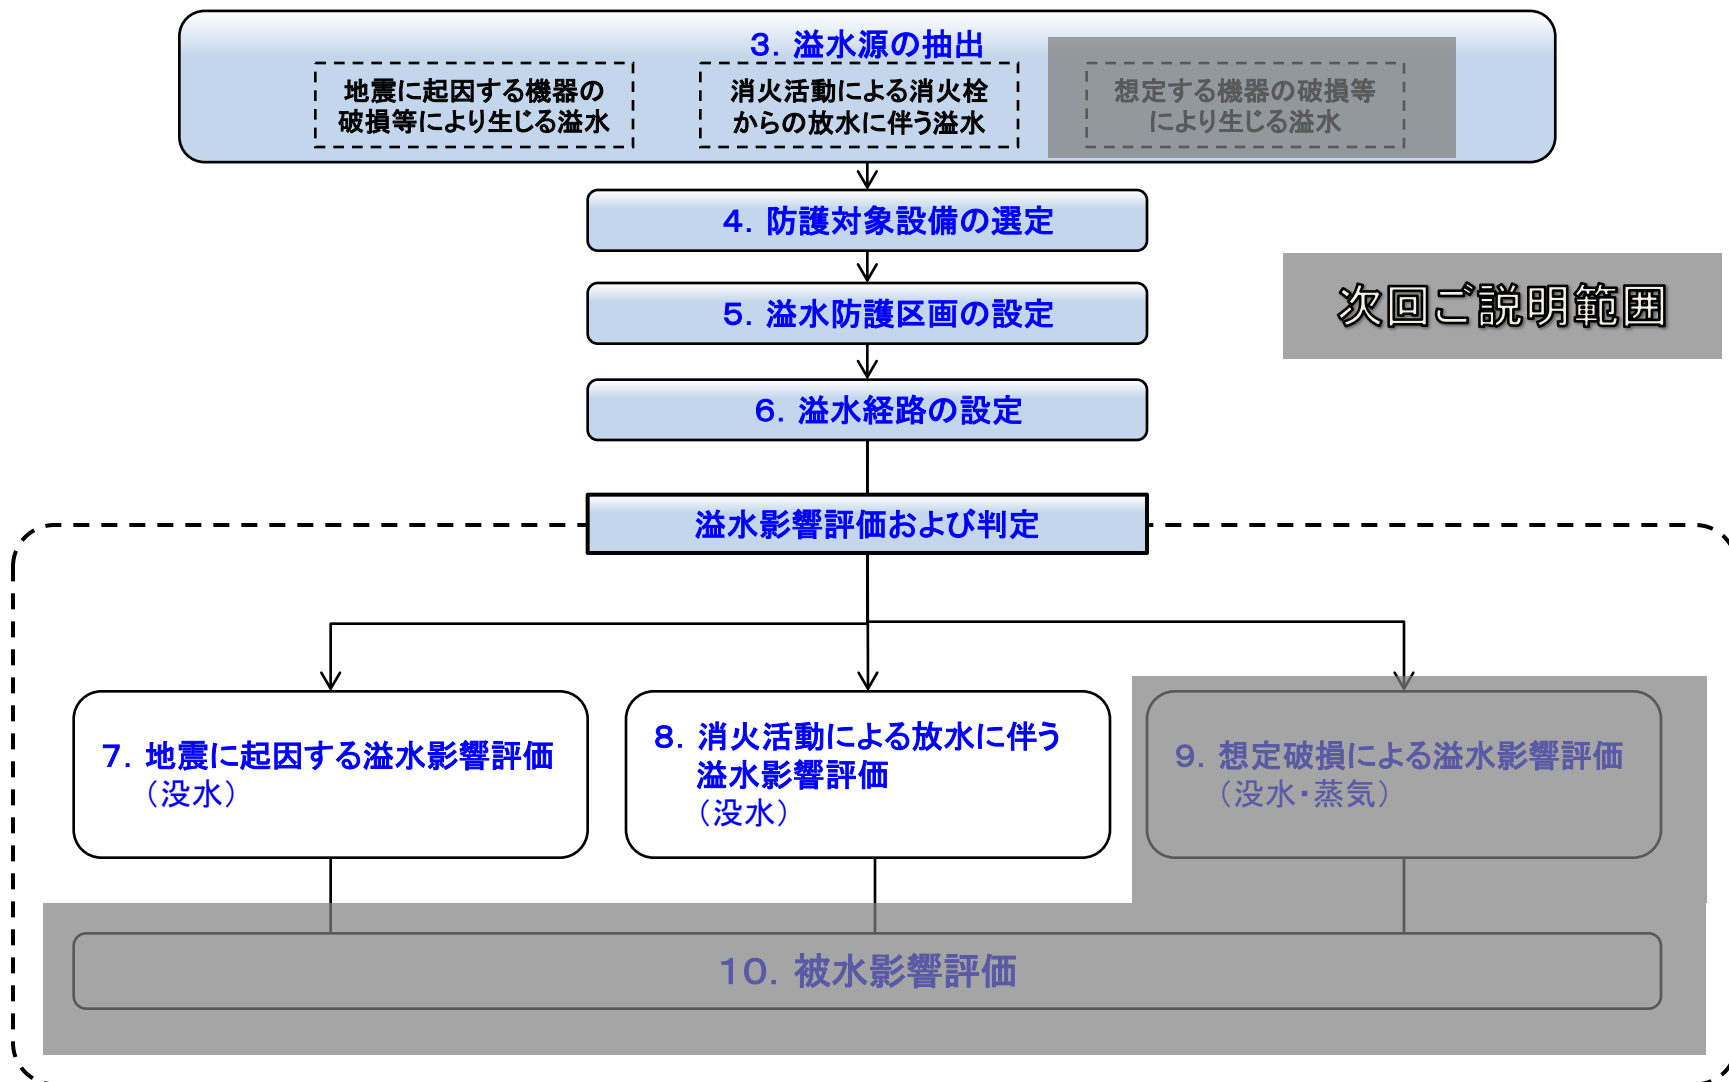 ３．溢水源の抽出
地震に起因する機器の
破損等により生じる溢水
消火活動による消火栓
からの放水に伴う溢水
想定する機器の破損等
により生じる溢水
４．防護対象設備の選定
５．溢水防護区画の設定
次回ご説明範囲
６．溢水経路の設定
溢水影響評価および判定
７．地震に起因する溢水影響評価
（没水）
８．消火活動による放水に伴う
溢水影響評価
（没水）
９．想定破損による溢水影響評価
（没水・蒸気）
１０．被水影響評価